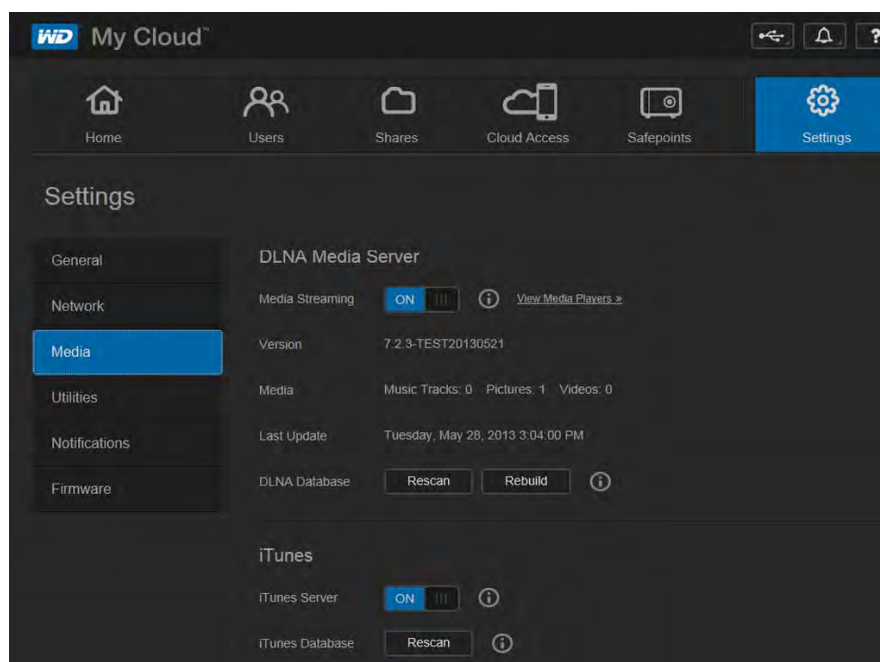 WD My Cloud™
?
Home Users Shares Cloud Access Safepoints Settings
Settings
General
Network
Media
Utilities
Notifications
Firmware
DLNA Media Server
Media Streaming ON View Media Players »
Version 7.2.3-TEST20130521
Media Music Tracks: 0 Pictures: 1 Videos: 0
Last Update Tuesday, May 28, 2013 3:04:00 PM
DLNA Database Rescan Rebuild
iTunes
iTunes Server ON
iTunes Database Rescan